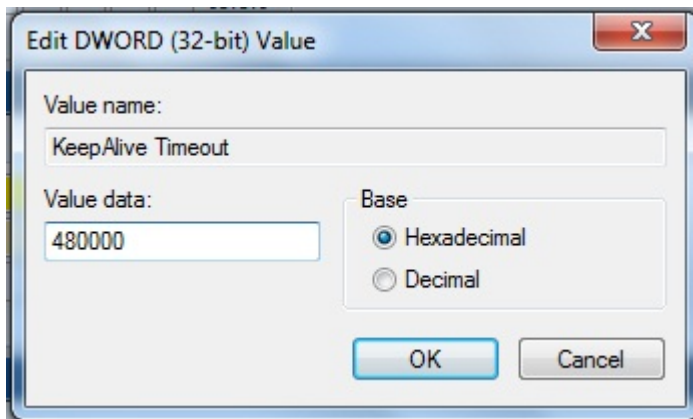 Edit DWORD (32-bit) Value
Value name:
KeepAlive Timeout
Value data:
480000
Base
Hexadecimal
Decimal
OK
Cancel